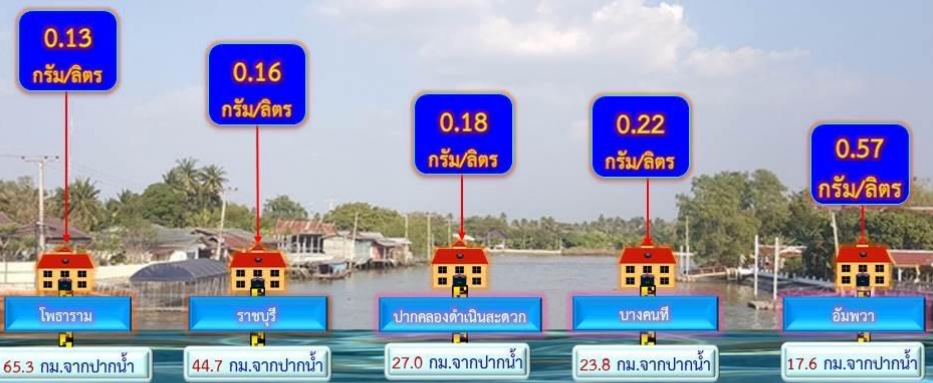 0.13
กรัม/ลิตร
0.16
กรัม/ลิตร
0.18
กรัม/ลิตร
0.22
กรัม/ลิตร
0.57
กรัม/ลิตร
โพธาราม
ราชบุรี
ปากคลองดำเนินสะดวก
บางคนที
อัมพวา
65.3 กม.จากปากน้ำ
44.7 กม.จากปากน้ำ
27.0 กม.จากปากน้ำ
23.8 กม.จากปากน้ำ
17.6 กม.จากปากน้ำ